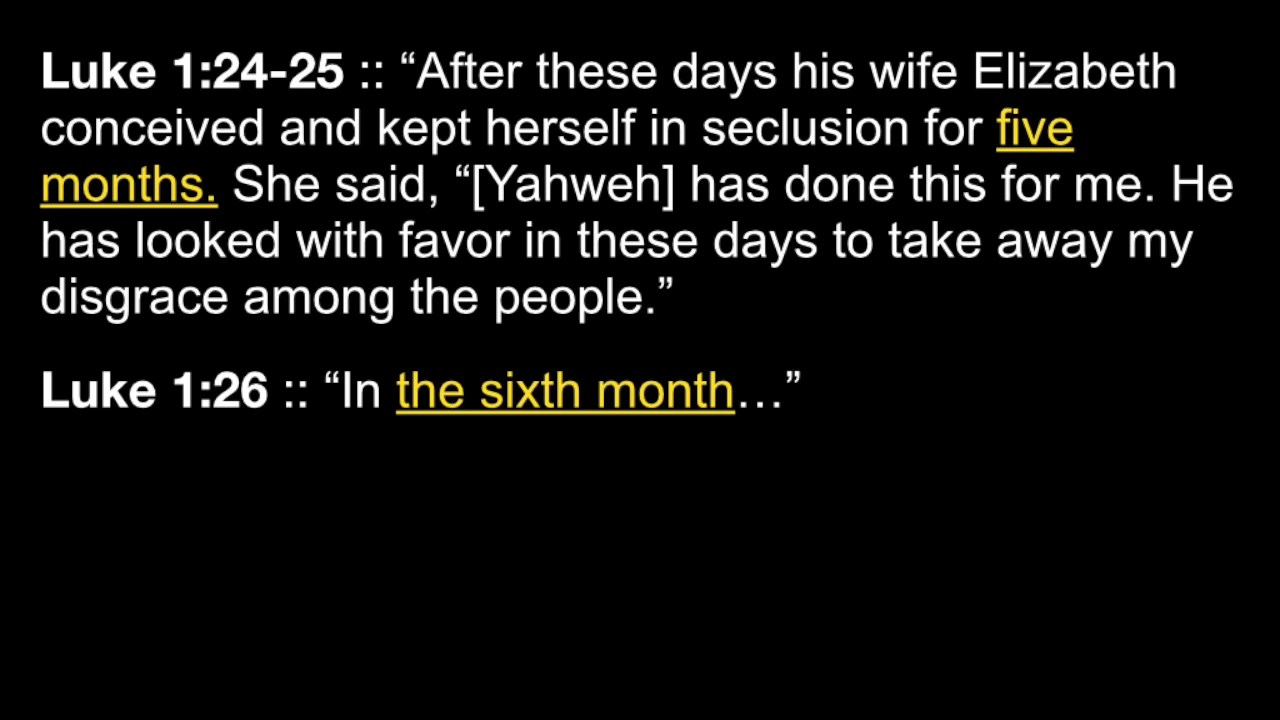 Luke 1:24-25 :: “After these days his wife Elizabeth
conceived and kept herself in seclusion for five
months. She said, “[Yahweh] has done this for me. He
has looked with favor in these days to take away my
disgrace among the people.”
Luke 1:26 :: “In the sixth month…”